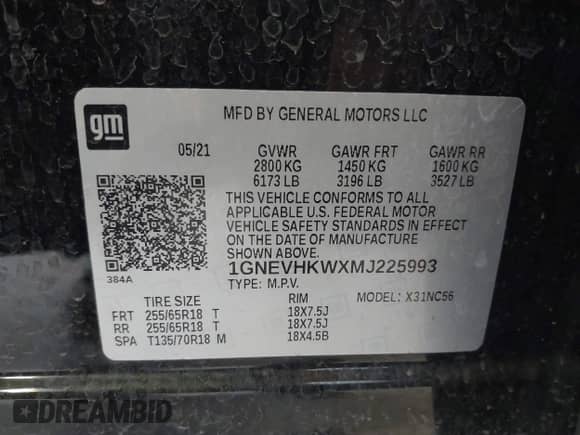 gm
MFD BY GENERAL MOTORS LLC
05/21 GVWR GAWR FRT GAWR RR
2800 KG 1450 KG 1600 KG
6173 LB 3196 LB 3527 LB
THIS VEHICLE CONFORMS TO ALL
APPLICABLE U.S. FEDERAL MOTOR
VEHICLE SAFETY STANDARDS IN EFFECT
ON THE DATE OF MANUFACTURE
SHOWN ABOVE.
384A
1GNEVHKWXMJ225993
TYPE: M.P.V.
TIRE SIZE RIM MODEL: X31NC56
FRT 255/65R18 T 18X7.5J
RR 255/65R18 T 18X7.5J
SPA T135/70R18 M 18X4.5B
DREAMBID